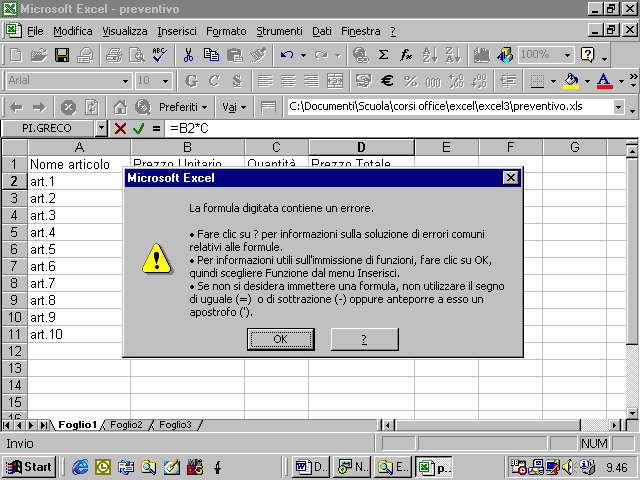 Microsoft Excel - preventivo
File Modifica Visualizza Inserisci Formato Strumenti Dati Finestra ?
100%
Arial 10 G C S € % 000
Preferiti Vai C:\Documenti\Scuola\corsi office\excel\excel3\preventivo.xls
PI.GRECO =B2*C
A B C D E F G
1 Nome articolo Prezzo Unitario Quantità Prezzo Totale
2 art.1
3 art.2
4 art.3
5 art.4
6 art.5
7 art.6
8 art.7
9 art.8
10 art.9
11 art.10
12
13
14
15
16
Microsoft Excel
La formula digitata contiene un errore.
• Fare clic su ? per informazioni sulla soluzione di errori comuni
relativi alle formule.
• Per informazioni utili sull'immissione di funzioni, fare clic su OK,
quindi scegliere Funzione dal menu Inserisci.
• Se non si desidera immettere una formula, non utilizzare il segno
di uguale (=) o di sottrazione (-) oppure anteporre a esso un
apostrofo (').
OK ?
Foglio1 Foglio2 Foglio3
Invio NUM
Start D... N... E... p.. 9.46